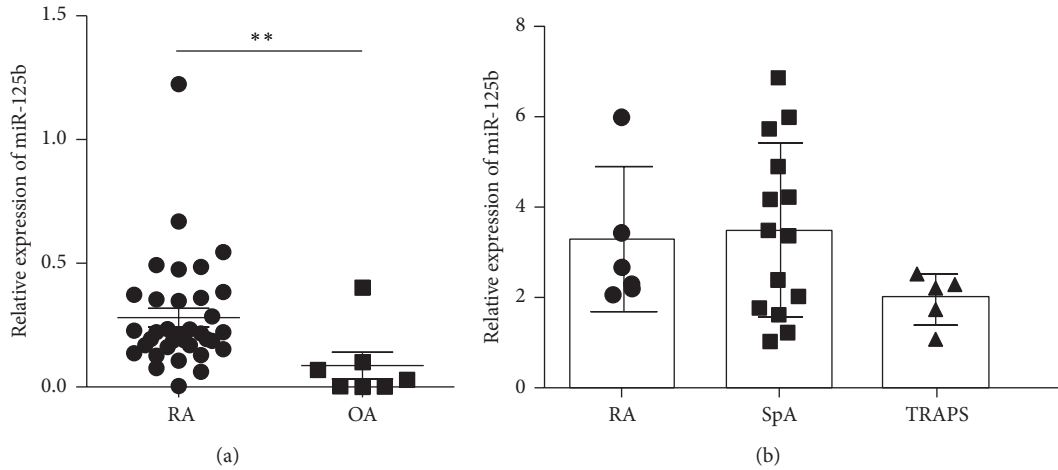 Relative expression of miR-125b
1.5
1.0
0.5
0.0
**
RA
OA
(a)
Relative expression of miR-125b
8
6
4
2
0
RA
SpA
TRAPS
(b)